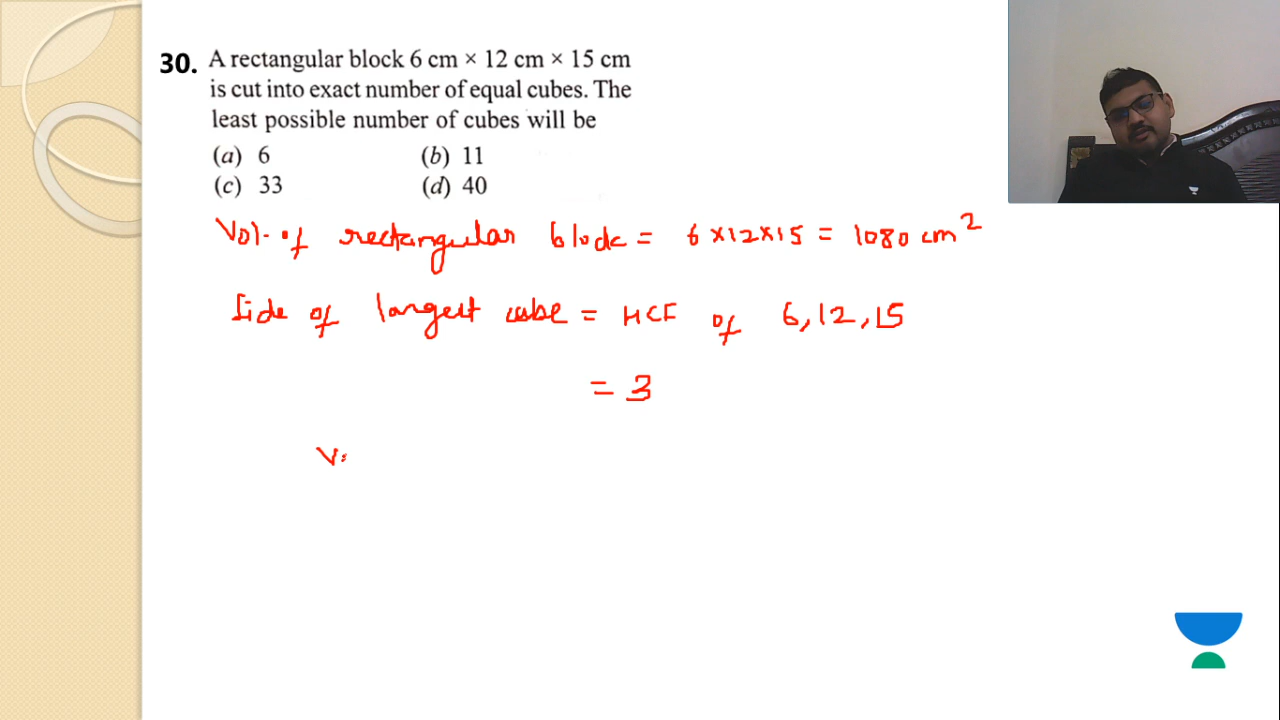 30. A rectangular block 6 cm × 12 cm × 15 cm
is cut into exact number of equal cubes. The
least possible number of cubes will be
(a) 6 (b) 11
(c) 33 (d) 40
Vol. of rectangular block = 6 × 12 × 15 = 1080 cm²
Side of largest cube = HCF of 6, 12, 15
= 3